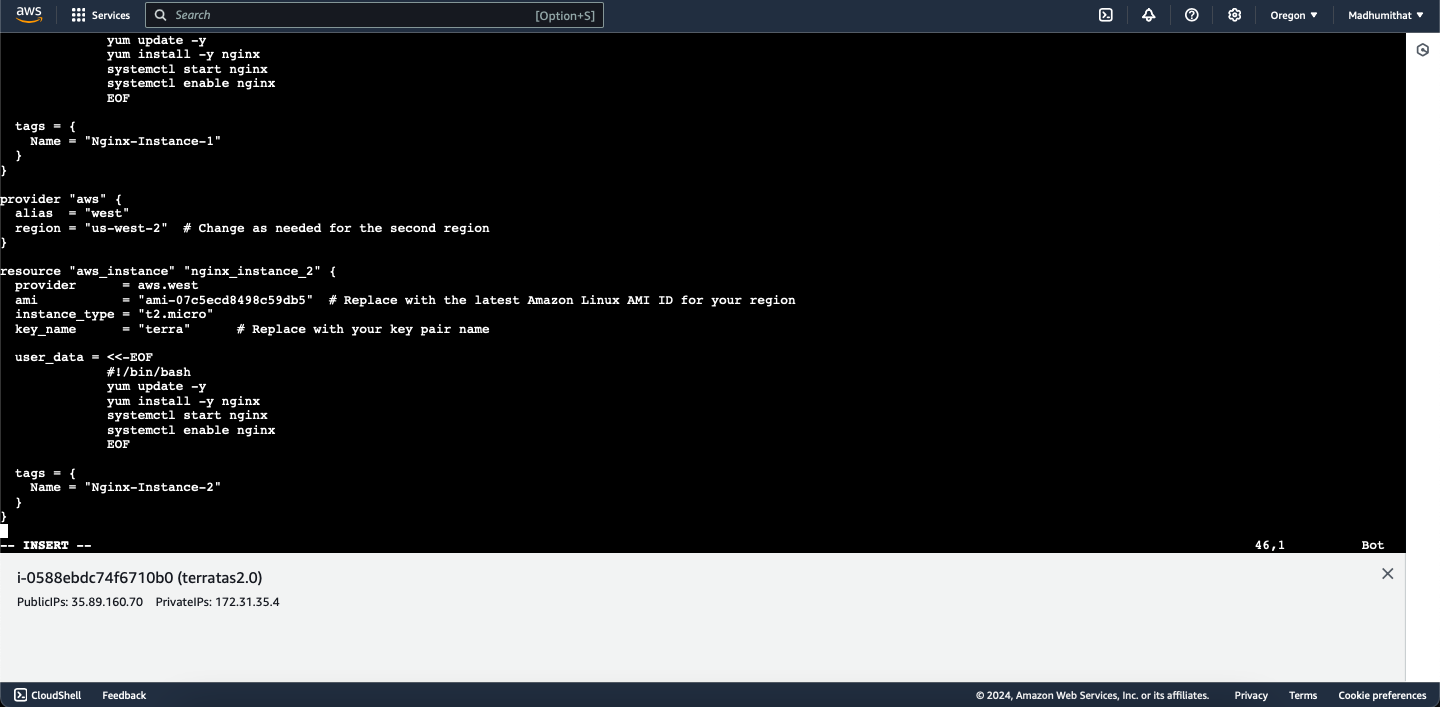 aws Services Search [Option+S] Oregon ▼ Madhumithat ▼
yum update -y
yum install -y nginx
systemctl start nginx
systemctl enable nginx
EOF
tags = {
Name = "Nginx-Instance-1"
}
}
provider "aws" {
alias  = "west"
region = "us-west-2"  # Change as needed for the second region
}
resource "aws_instance" "nginx_instance_2" {
provider      = aws.west
ami           = "ami-07c5ecd8498c59db5"  # Replace with the latest Amazon Linux AMI ID for your region
instance_type = "t2.micro"
key_name      = "terra"      # Replace with your key pair name
user_data = <<-EOF
#!/bin/bash
yum update -y
yum install -y nginx
systemctl start nginx
systemctl enable nginx
EOF
tags = {
Name = "Nginx-Instance-2"
}
}
-- INSERT -- 46,1 Bot
i-0588ebdc74f6710b0 (terratas2.0)
PublicIPs: 35.89.160.70 PrivateIPs: 172.31.35.4
CloudShell Feedback © 2024, Amazon Web Services, Inc. or its affiliates. Privacy Terms Cookie preferences